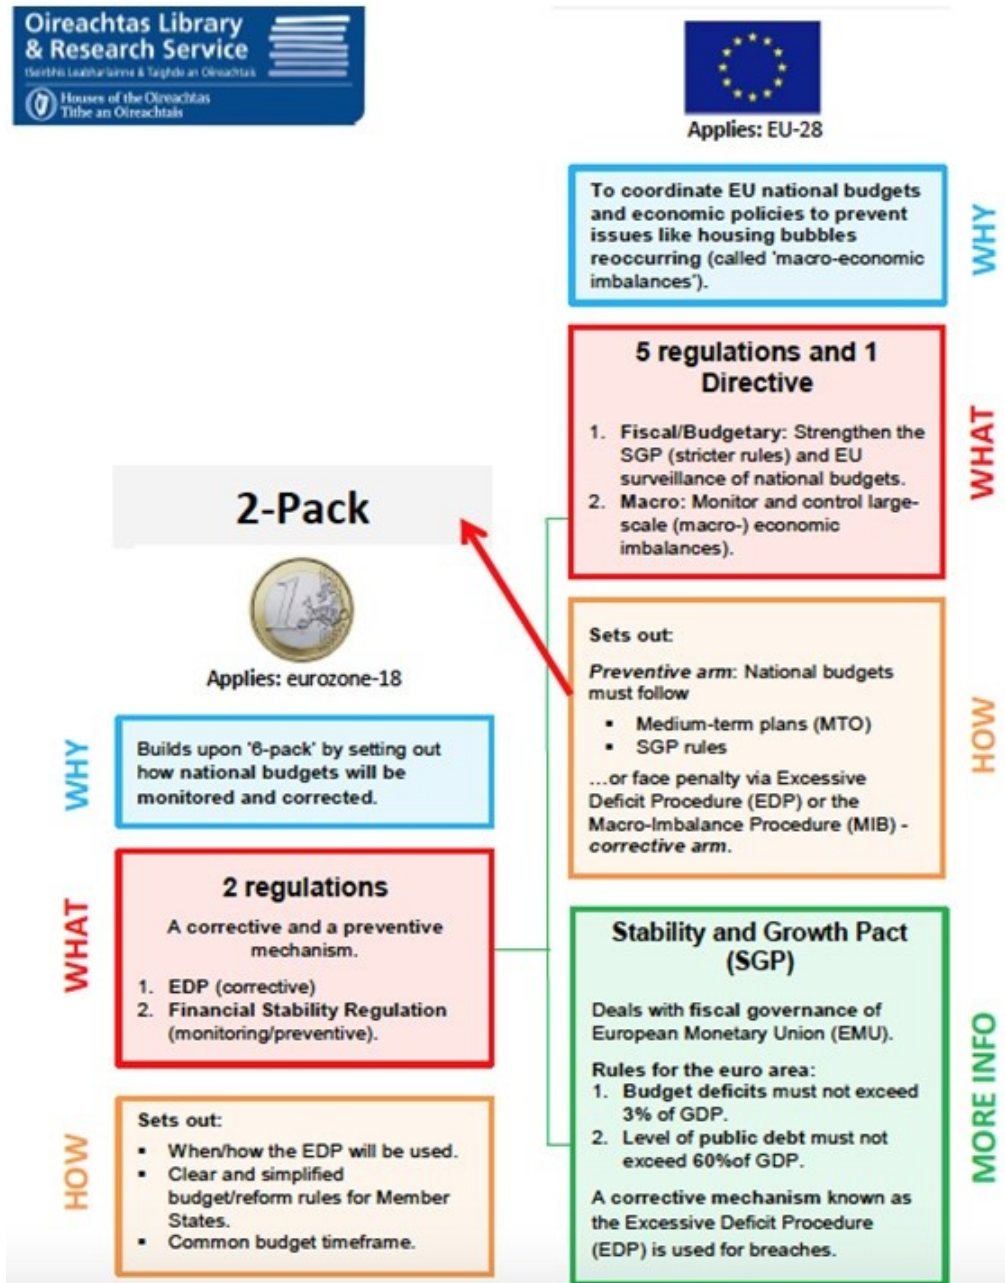 Oireachtas Library
& Research Service
tSeirbhís Leabharlainne & Taighde an Oireachtais
Houses of the Oireachtas
Tithe an Oireachtais
Applies: EU-28
To coordinate EU national budgets
and economic policies to prevent
issues like housing bubbles
reoccurring (called 'macro-economic
imbalances').
WHY
5 regulations and 1
Directive
1. Fiscal/Budgetary: Strengthen the
SGP (stricter rules) and EU
surveillance of national budgets.
2. Macro: Monitor and control large-
scale (macro-) economic
imbalances).
WHAT
Sets out:
Preventive arm: National budgets
must follow
▪ Medium-term plans (MTO)
▪ SGP rules
...or face penalty via Excessive
Deficit Procedure (EDP) or the
Macro-Imbalance Procedure (MIB) -
corrective arm.
HOW
Stability and Growth Pact
(SGP)
Deals with fiscal governance of
European Monetary Union (EMU).
Rules for the euro area:
1. Budget deficits must not exceed
3% of GDP.
2. Level of public debt must not
exceed 60%of GDP.
A corrective mechanism known as
the Excessive Deficit Procedure
(EDP) is used for breaches.
MORE INFO
2-Pack
1
Applies: eurozone-18
WHY
Builds upon '6-pack' by setting out
how national budgets will be
monitored and corrected.
WHAT
2 regulations
A corrective and a preventive
mechanism.
1. EDP (corrective)
2. Financial Stability Regulation
(monitoring/preventive).
HOW
Sets out:
▪ When/how the EDP will be used.
▪ Clear and simplified
budget/reform rules for Member
States.
▪ Common budget timeframe.